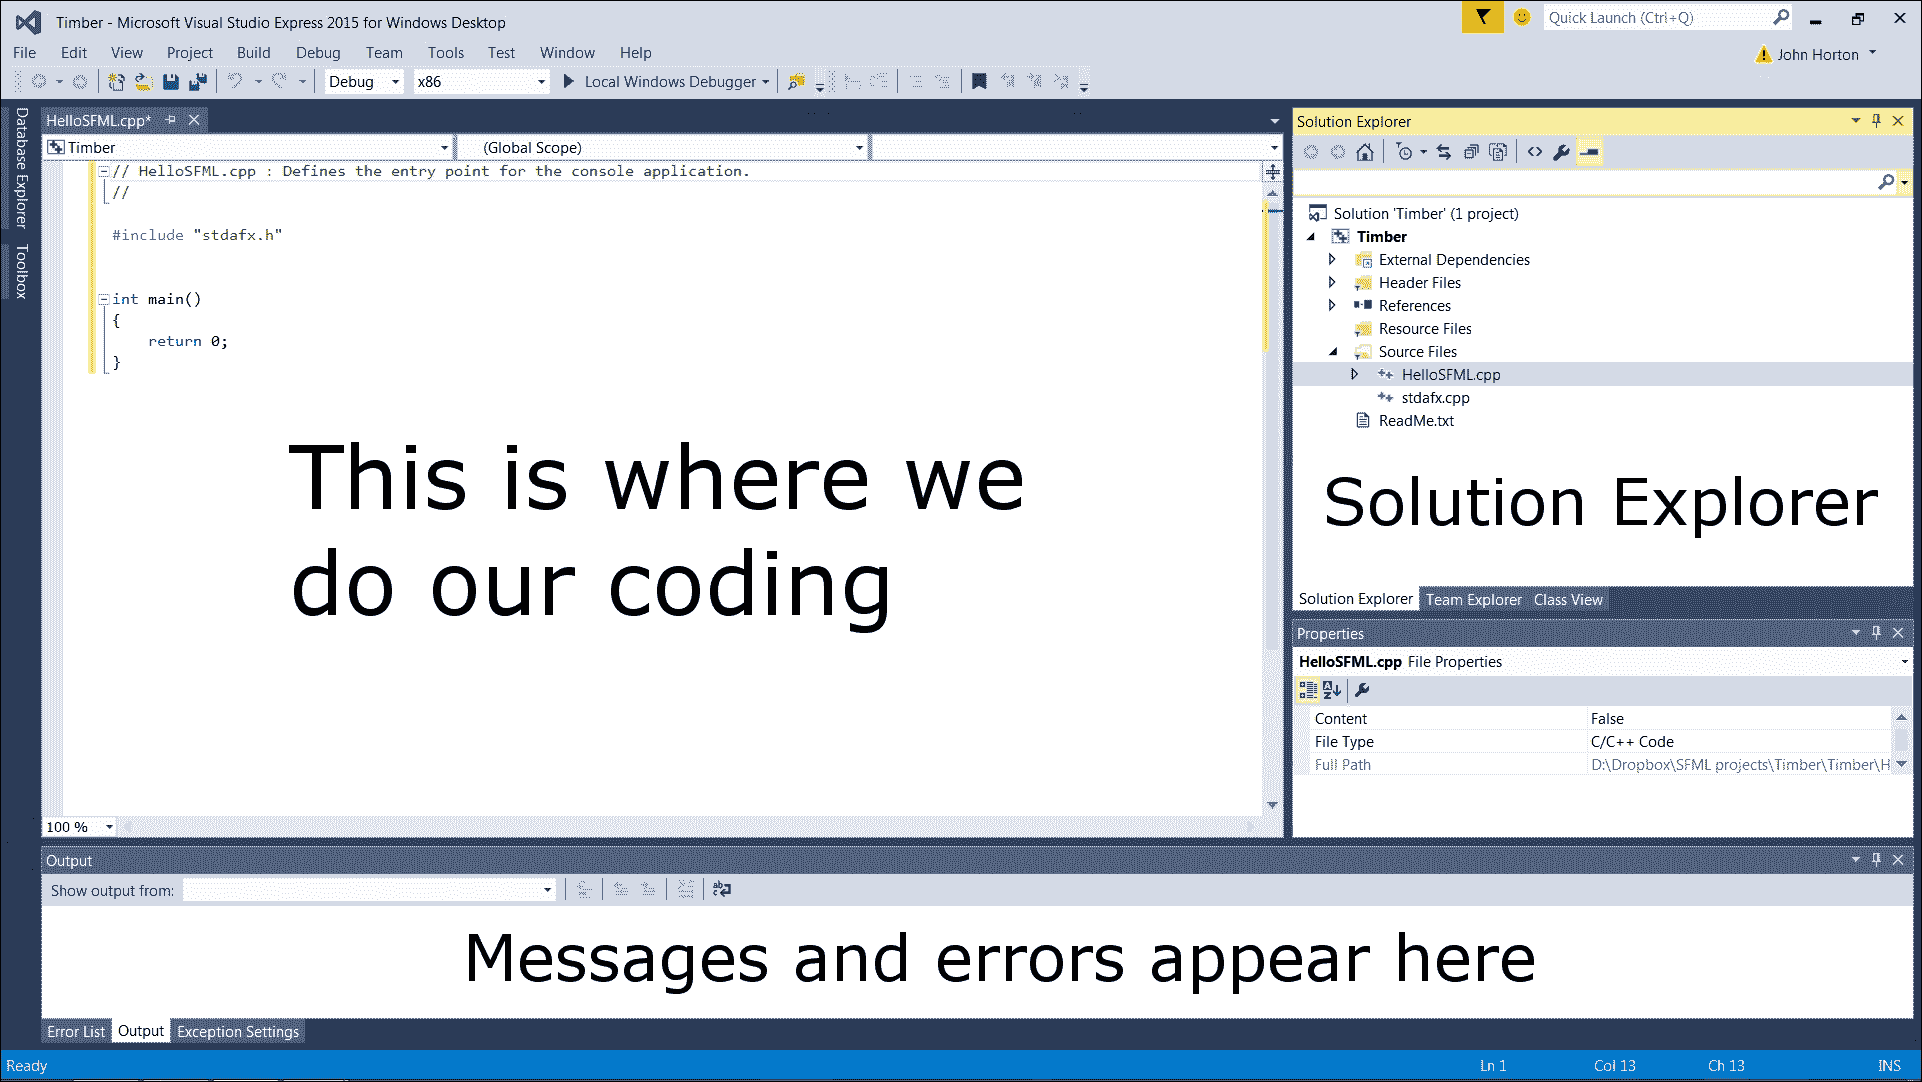 Timber - Microsoft Visual Studio Express 2015 for Windows Desktop
Quick Launch (Ctrl+Q)
File Edit View Project Build Debug Team Tools Test Window Help
John Horton
Debug x86 Local Windows Debugger
Database Explorer
Toolbox
HelloSFML.cpp*
Timber (Global Scope)
// HelloSFML.cpp : Defines the entry point for the console application.
//
#include "stdafx.h"
int main()
{
return 0;
}
This is where we
do our coding
100 %
Solution Explorer
Solution 'Timber' (1 project)
Timber
External Dependencies
Header Files
References
Resource Files
Source Files
HelloSFML.cpp
stdafx.cpp
ReadMe.txt
Solution Explorer
Solution Explorer Team Explorer Class View
Properties
HelloSFML.cpp File Properties
Content False
File Type C/C++ Code
Full Path D:\Dropbox\SFML projects\Timber\Timber\H
Output
Show output from:
Messages and errors appear here
Error List Output Exception Settings
Ready Ln 1 Col 13 Ch 13 INS